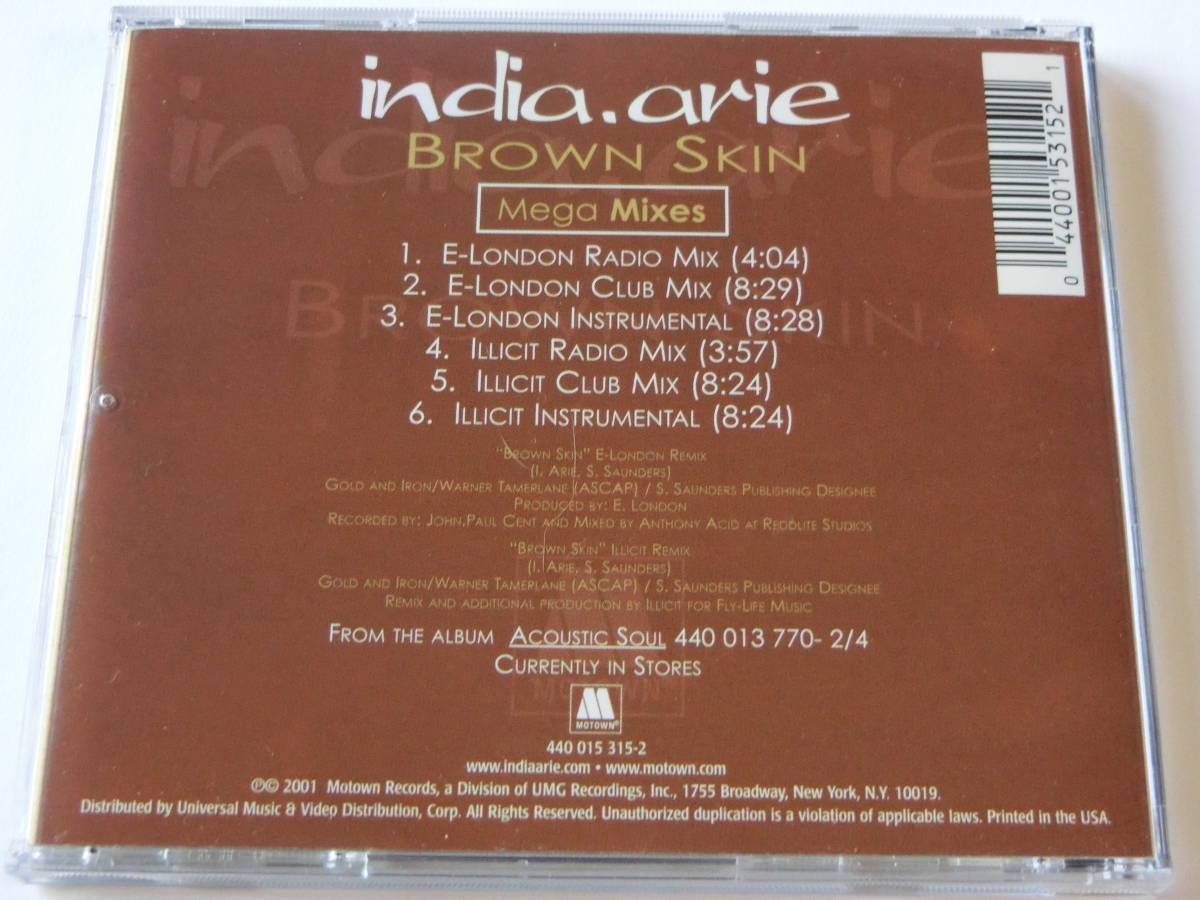 india.arie
BROWN SKIN
Mega Mixes
1. E-LONDON RADIO MIX (4:04)
2. E-LONDON CLUB MIX (8:29)
3. E-LONDON INSTRUMENTAL (8:28)
4. ILLICIT RADIO MIX (3:57)
5. ILLICIT CLUB MIX (8:24)
6. ILLICIT INSTRUMENTAL (8:24)
"BROWN SKIN" E-LONDON REMIX
(I. ARIE, S. SAUNDERS)
GOLD AND IRON/WARNER TAMERLANE (ASCAP) / S. SAUNDERS PUBLISHING DESIGNEE
PRODUCED BY: E. LONDON
RECORDED BY: JOHN.PAUL CENT AND MIXED BY ANTHONY ACID AT REDDLITE STUDIOS
"BROWN SKIN" ILLICIT REMIX
(I. ARIE, S. SAUNDERS)
GOLD AND IRON/WARNER TAMERLANE (ASCAP) / S. SAUNDERS PUBLISHING DESIGNEE
REMIX AND ADDITIONAL PRODUCTION BY ILLICIT FOR FLY-LIFE MUSIC
FROM THE ALBUM ACOUSTIC SOUL 440 013 770- 2/4
CURRENTLY IN STORES
MOTOWN®
440 015 315-2
www.indiaarie.com • www.motown.com
℗© 2001 Motown Records, a Division of UMG Recordings, Inc., 1755 Broadway, New York, N.Y. 10019.
Distributed by Universal Music & Video Distribution, Corp. All Rights Reserved. Unauthorized duplication is a violation of applicable laws. Printed in the USA.
0 44001 53152 1
india.arie
BROWN SKIN
MOTOWN